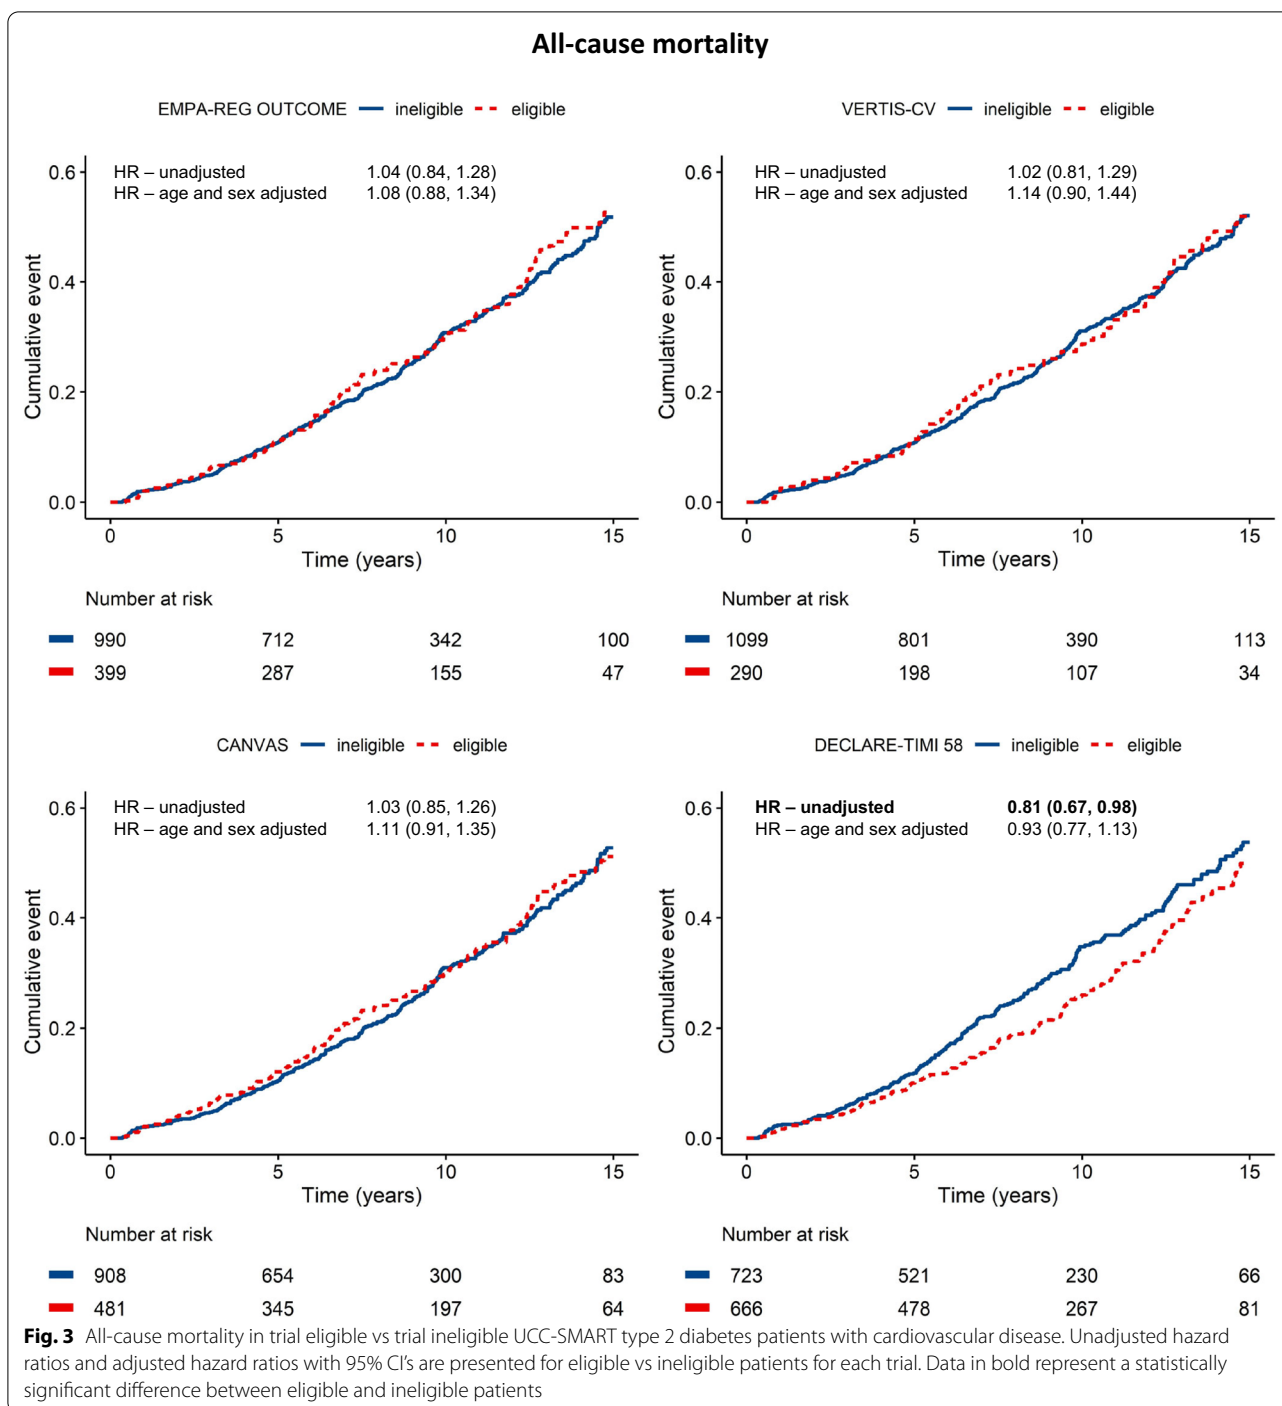 All-cause mortality
EMPA-REG OUTCOME ineligible eligible
HR – unadjusted 1.04 (0.84, 1.28)
HR – age and sex adjusted 1.08 (0.88, 1.34)
Cumulative event
0.6
0.4
0.2
0.0
0 5 10 15
Time (years)
Number at risk
990 712 342 100
399 287 155 47
VERTIS-CV ineligible eligible
HR – unadjusted 1.02 (0.81, 1.29)
HR – age and sex adjusted 1.14 (0.90, 1.44)
Cumulative event
0.6
0.4
0.2
0.0
0 5 10 15
Time (years)
Number at risk
1099 801 390 113
290 198 107 34
CANVAS ineligible eligible
HR – unadjusted 1.03 (0.85, 1.26)
HR – age and sex adjusted 1.11 (0.91, 1.35)
Cumulative event
0.6
0.4
0.2
0.0
0 5 10 15
Time (years)
Number at risk
908 654 300 83
481 345 197 64
DECLARE-TIMI 58 ineligible eligible
HR – unadjusted 0.81 (0.67, 0.98)
HR – age and sex adjusted 0.93 (0.77, 1.13)
Cumulative event
0.6
0.4
0.2
0.0
0 5 10 15
Time (years)
Number at risk
723 521 230 66
666 478 267 81
Fig. 3 All-cause mortality in trial eligible vs trial ineligible UCC-SMART type 2 diabetes patients with cardiovascular disease. Unadjusted hazard
ratios and adjusted hazard ratios with 95% CI's are presented for eligible vs ineligible patients for each trial. Data in bold represent a statistically
significant difference between eligible and ineligible patients